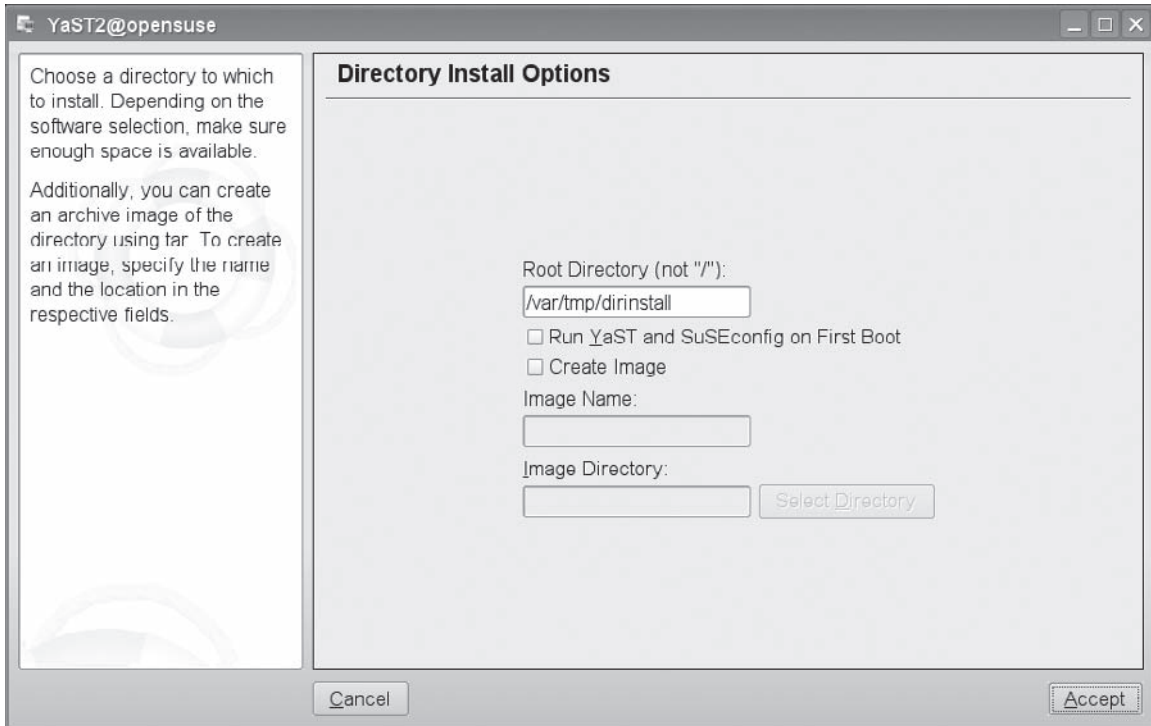 YaST2@opensuse
Choose a directory to which
to install. Depending on the
software selection, make sure
enough space is available.
Additionally, you can create
an archive image of the
directory using tar. To create
an image, specify the name
and the location in the
respective fields.
Directory Install Options
Root Directory (not "/"):
/var/tmp/dirinstall
Run YaST and SuSEconfig on First Boot
Create Image
Image Name:
Image Directory:
Select Directory
Cancel
Accept